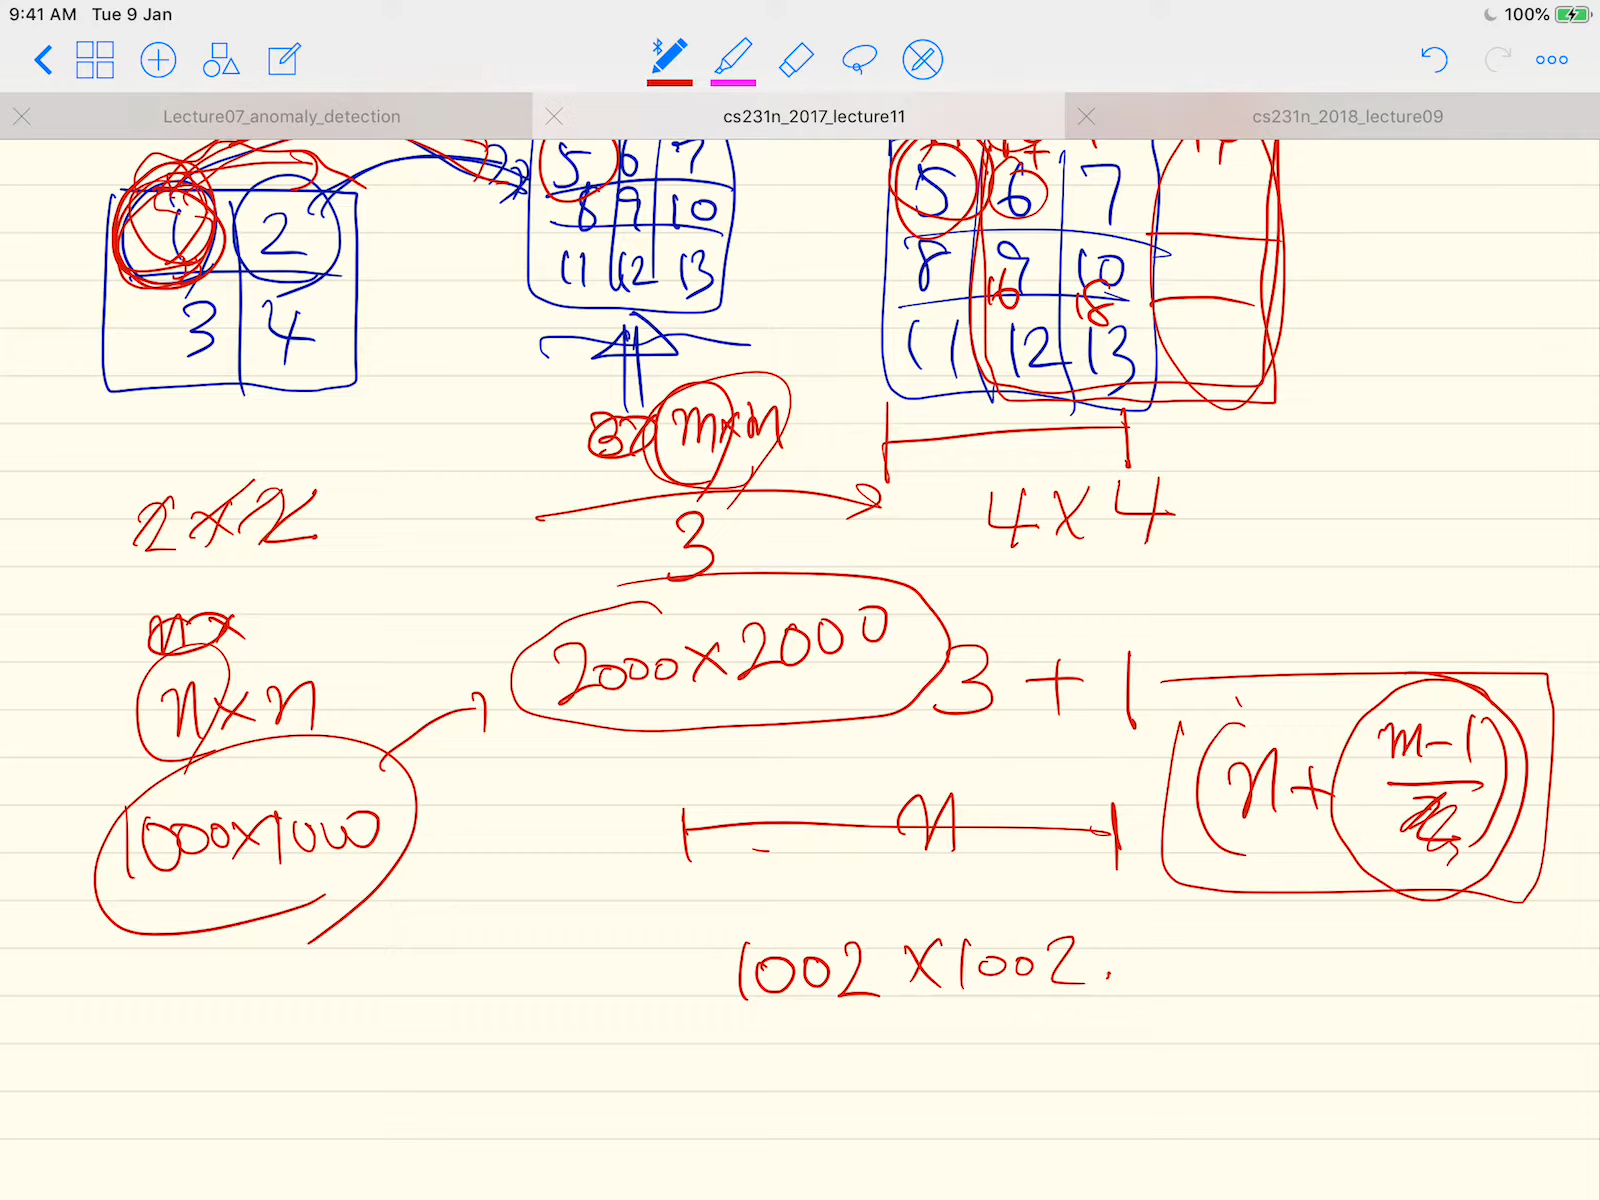 9:41 AM Tue 9 Jan 100%
Lecture07_anomaly_detection cs231n_2017_lecture11 cs231n_2018_lecture09
1 2
3 4
5 6 7
8 9 10
11 12 13
5 6 7
8 9 10
16 18
11 12 13
m×n
3
2×2
4×4
2000×2000
3+1
n×n
(n+ m-1)
1000×1000
n
1002×1002.